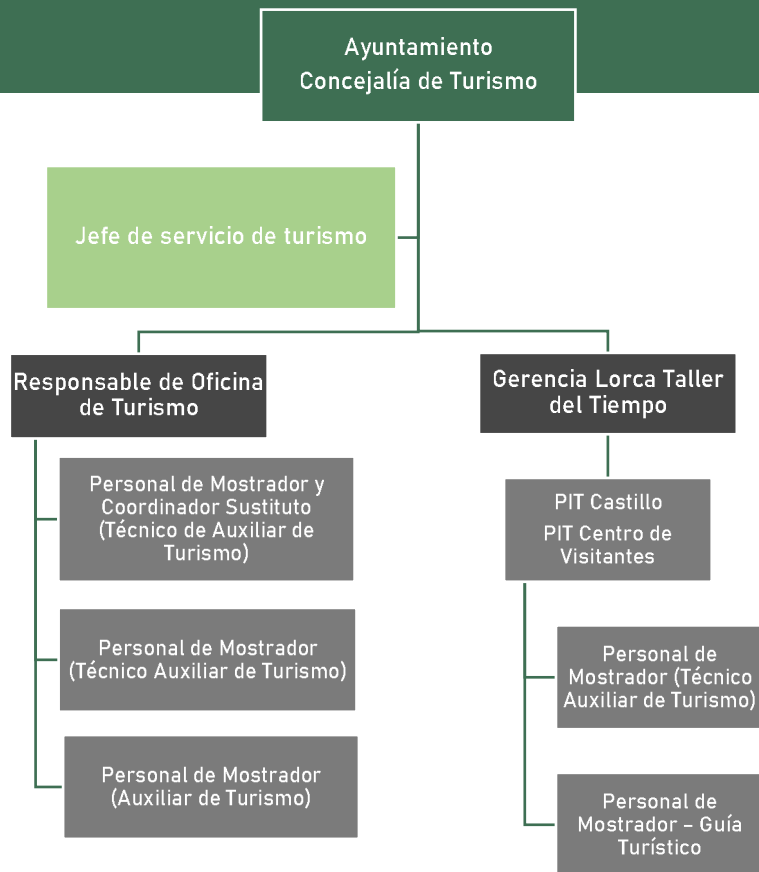 Ayuntamiento
Concejalía de Turismo
Jefe de servicio de turismo
Responsable de Oficina
de Turismo
Personal de Mostrador y
Coordinador Sustituto
(Técnico de Auxiliar de
Turismo)
Personal de Mostrador
(Técnico Auxiliar de Turismo)
Personal de Mostrador
(Auxiliar de Turismo)
Gerencia Lorca Taller
del Tiempo
PIT Castillo
PIT Centro de
Visitantes
Personal de
Mostrador (Técnico
Auxiliar de Turismo)
Personal de
Mostrador – Guía
Turístico